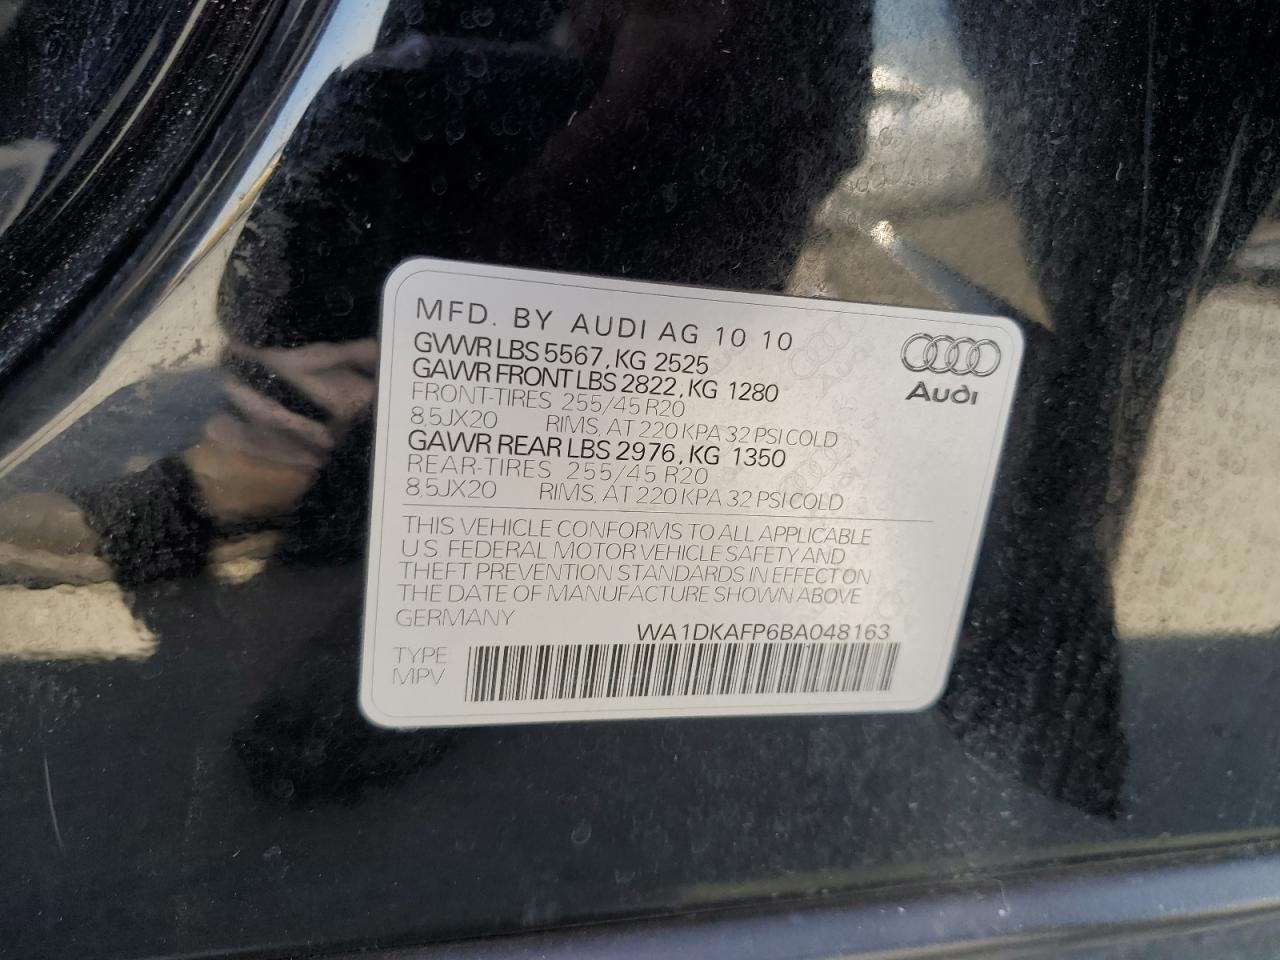 MFD. BY AUDI AG 10 10
GVWR LBS 5567, KG 2525
GAWR FRONT LBS 2822, KG 1280
FRONT-TIRES 255/45 R20
8,5JX20 RIMS, AT 220 KPA 32 PSI COLD
GAWR REAR LBS 2976, KG 1350
REAR-TIRES 255/45 R20
8,5JX20 RIMS, AT 220 KPA 32 PSI COLD
Audi
THIS VEHICLE CONFORMS TO ALL APPLICABLE
U.S. FEDERAL MOTOR VEHICLE SAFETY AND
THEFT PREVENTION STANDARDS IN EFFECT ON
THE DATE OF MANUFACTURE SHOWN ABOVE
GERMANY
WA1DKAFP6BA048163
TYPE
MPV